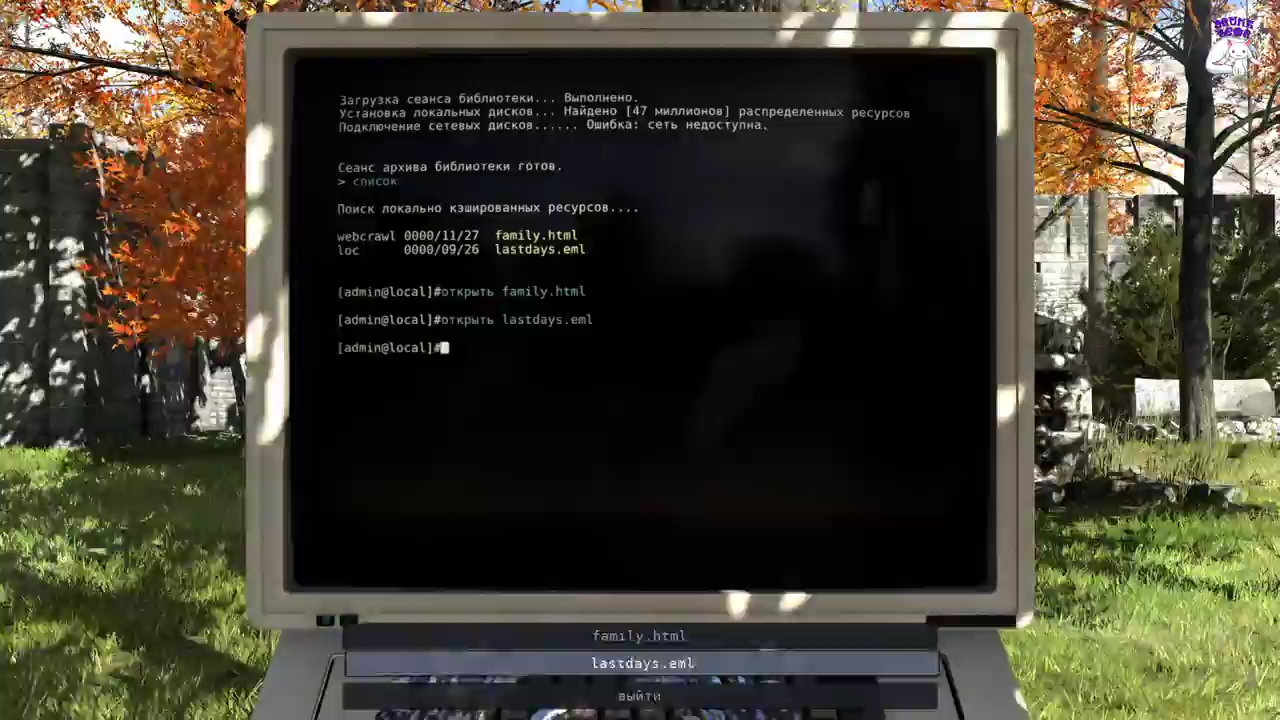 Загрузка сеанса библиотеки... Выполнено.
Установка локальных дисков... Найдено [47 миллионов] распределенных ресурсов
Подключение сетевых дисков...... Ошибка: сеть недоступна.
Сеанс архива библиотеки готов.
> список
Поиск локально кэшированных ресурсов....
webcrawl 0000/11/27 family.html
loc 0000/09/26 lastdays.eml
[admin@local]#открыть family.html
[admin@local]#открыть lastdays.eml
[admin@local]#
family.html
lastdays.eml
выйти